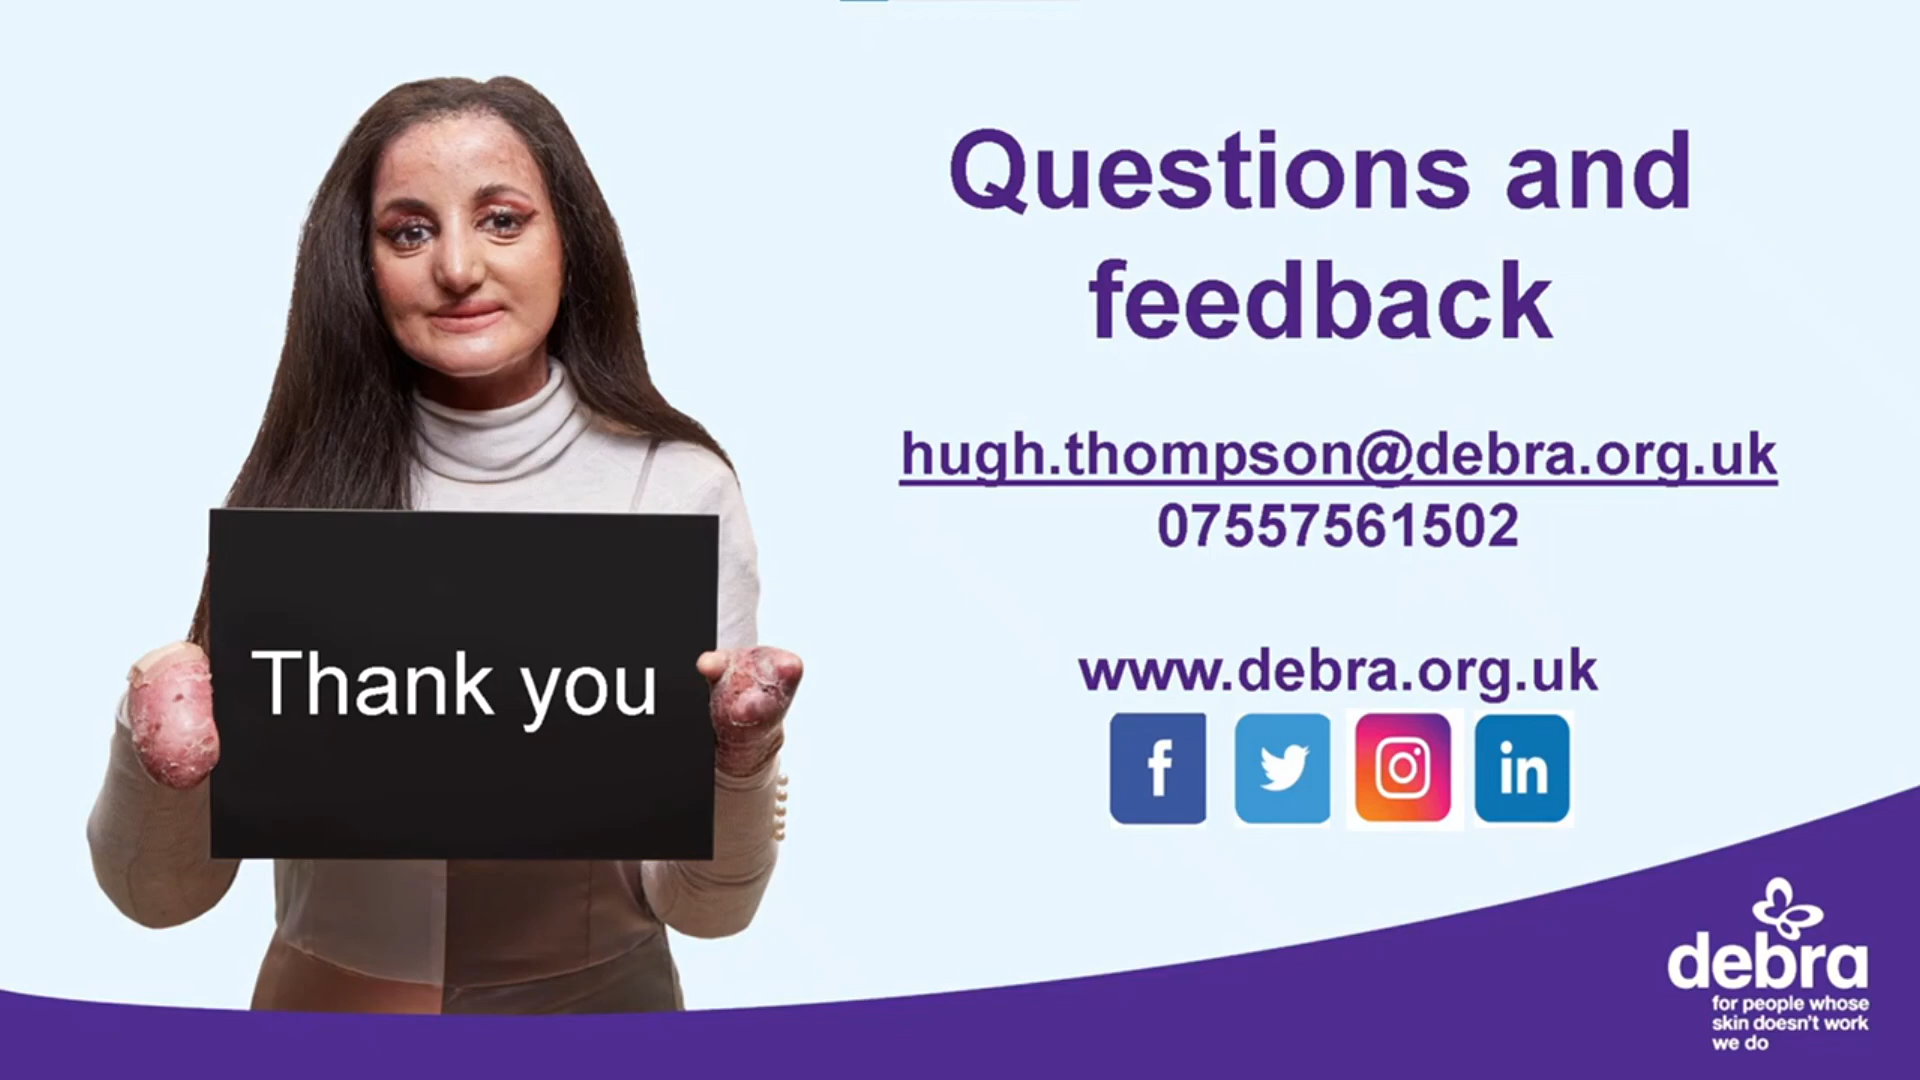 Questions and
feedback
hugh.thompson@debra.org.uk
07557561502
Thank you
www.debra.org.uk
debra
for people whose
skin doesn't work
we do